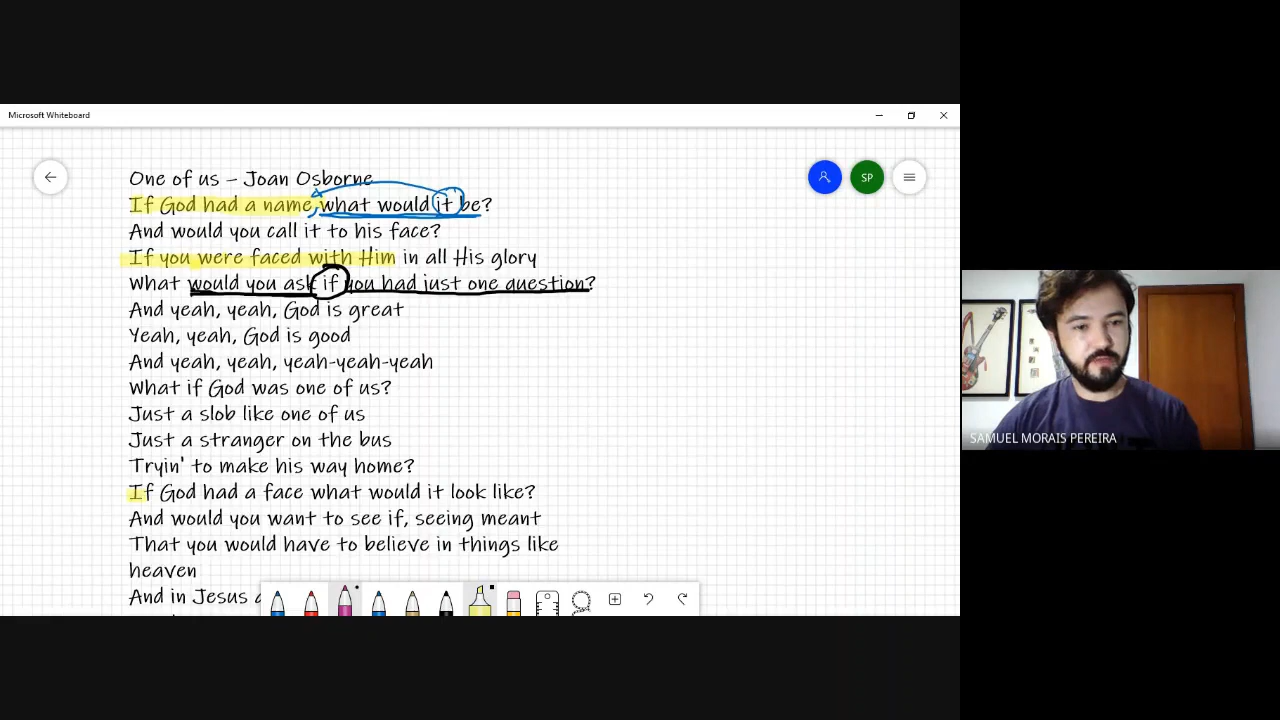 Microsoft Whiteboard
SP
One of us – Joan Osborne
If God had a name, what would it be?
And would you call it to his face?
If you were faced with Him in all His glory
What would you ask if you had just one question?
And yeah, yeah, God is great
Yeah, yeah, God is good
And yeah, yeah, yeah-yeah-yeah
What if God was one of us?
Just a slob like one of us
Just a stranger on the bus
Tryin' to make his way home?
If God had a face what would it look like?
And would you want to see if, seeing meant
That you would have to believe in things like
heaven
And in Jesus
SAMUEL MORAIS PEREIRA